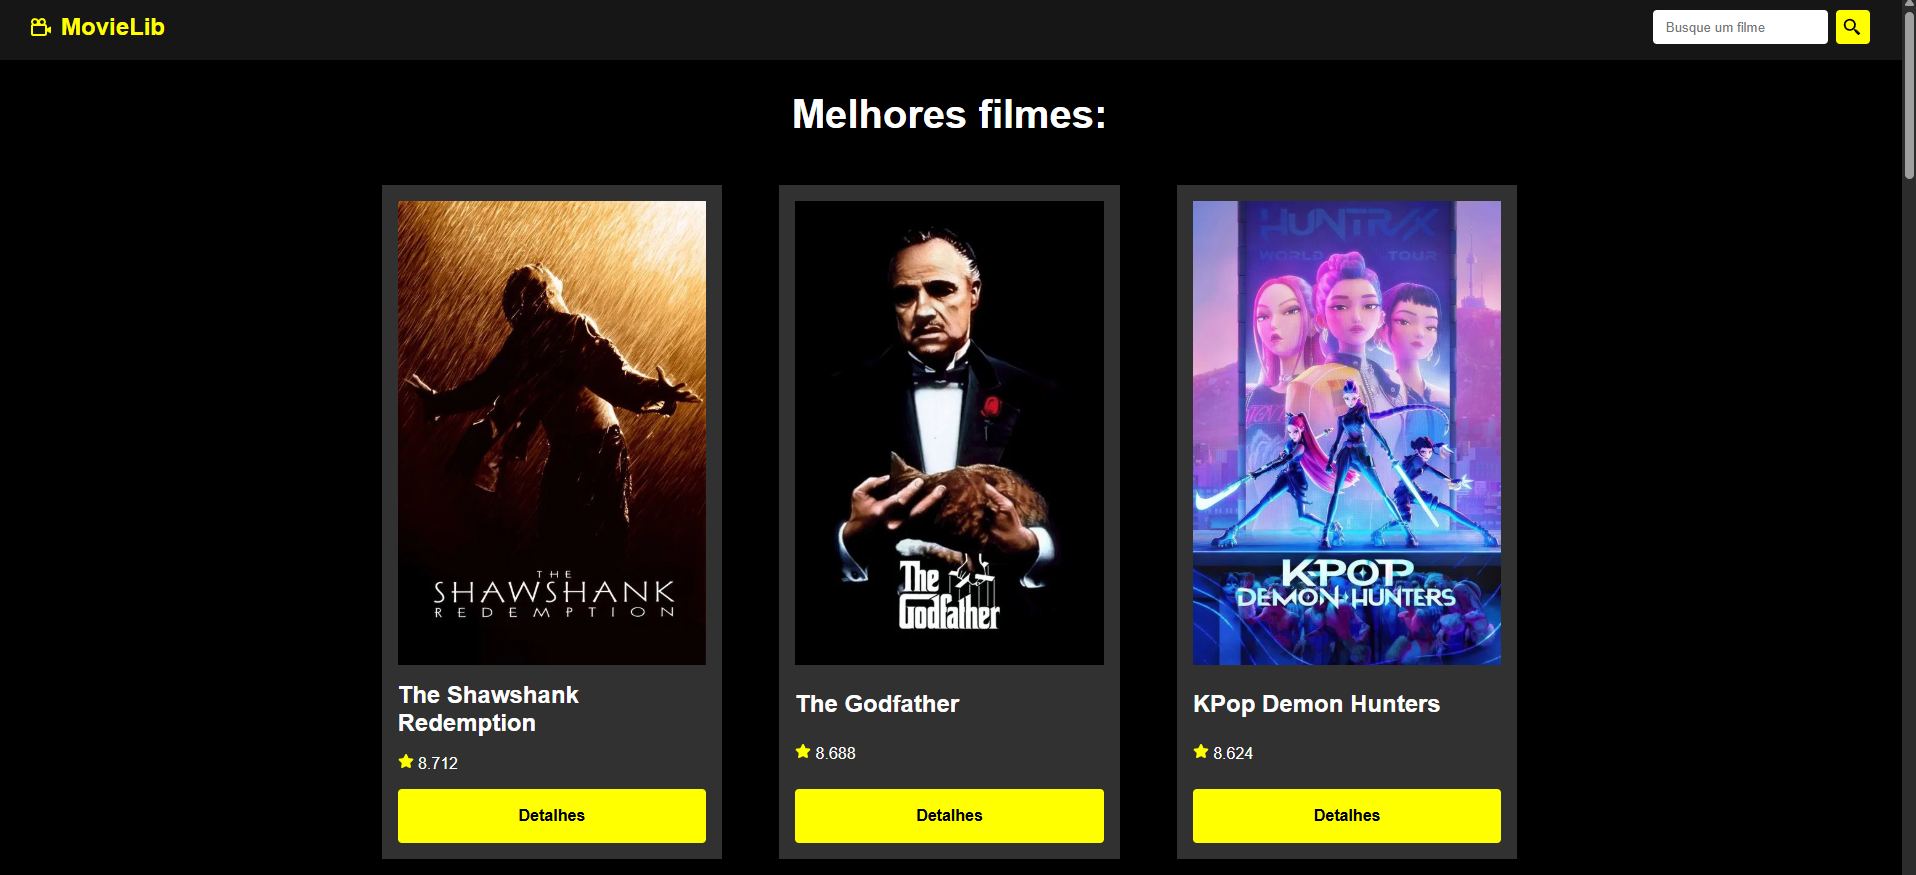 MovieLib
Busque um filme
Melhores filmes:
THE
SHAWSHANK
REDEMPTION
The Shawshank
Redemption
8.712
Detalhes
The
Godfather
The Godfather
8.688
Detalhes
HUNTR/X
WORLD TOUR
KPOP
DEMON HUNTERS
KPop Demon Hunters
8.624
Detalhes